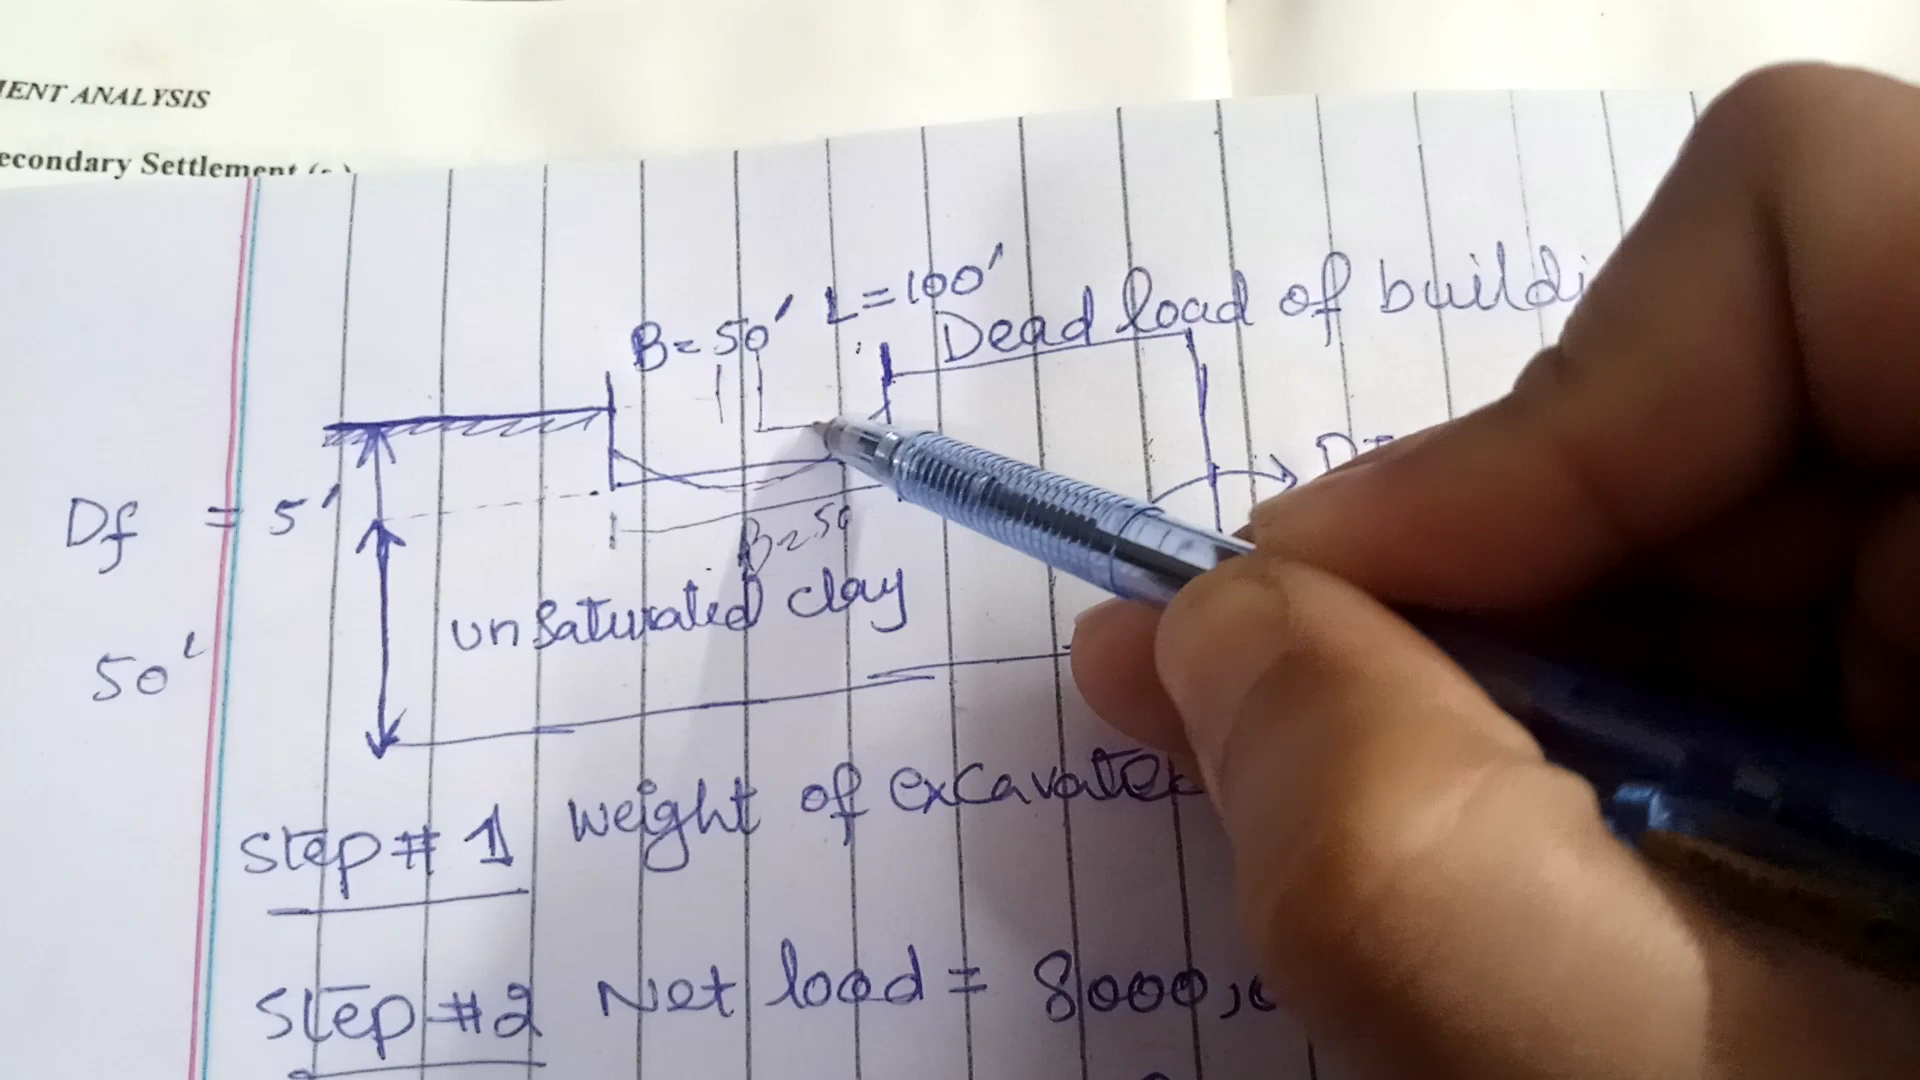 MENT ANALYSIS
econdary Settlement
B = 50' L = 100'
Dead load of buildi
Df = 5'
B = 50
unsaturated clay
50'
Step # 1 Weight of excavate
Step #2 Net load = 8000,